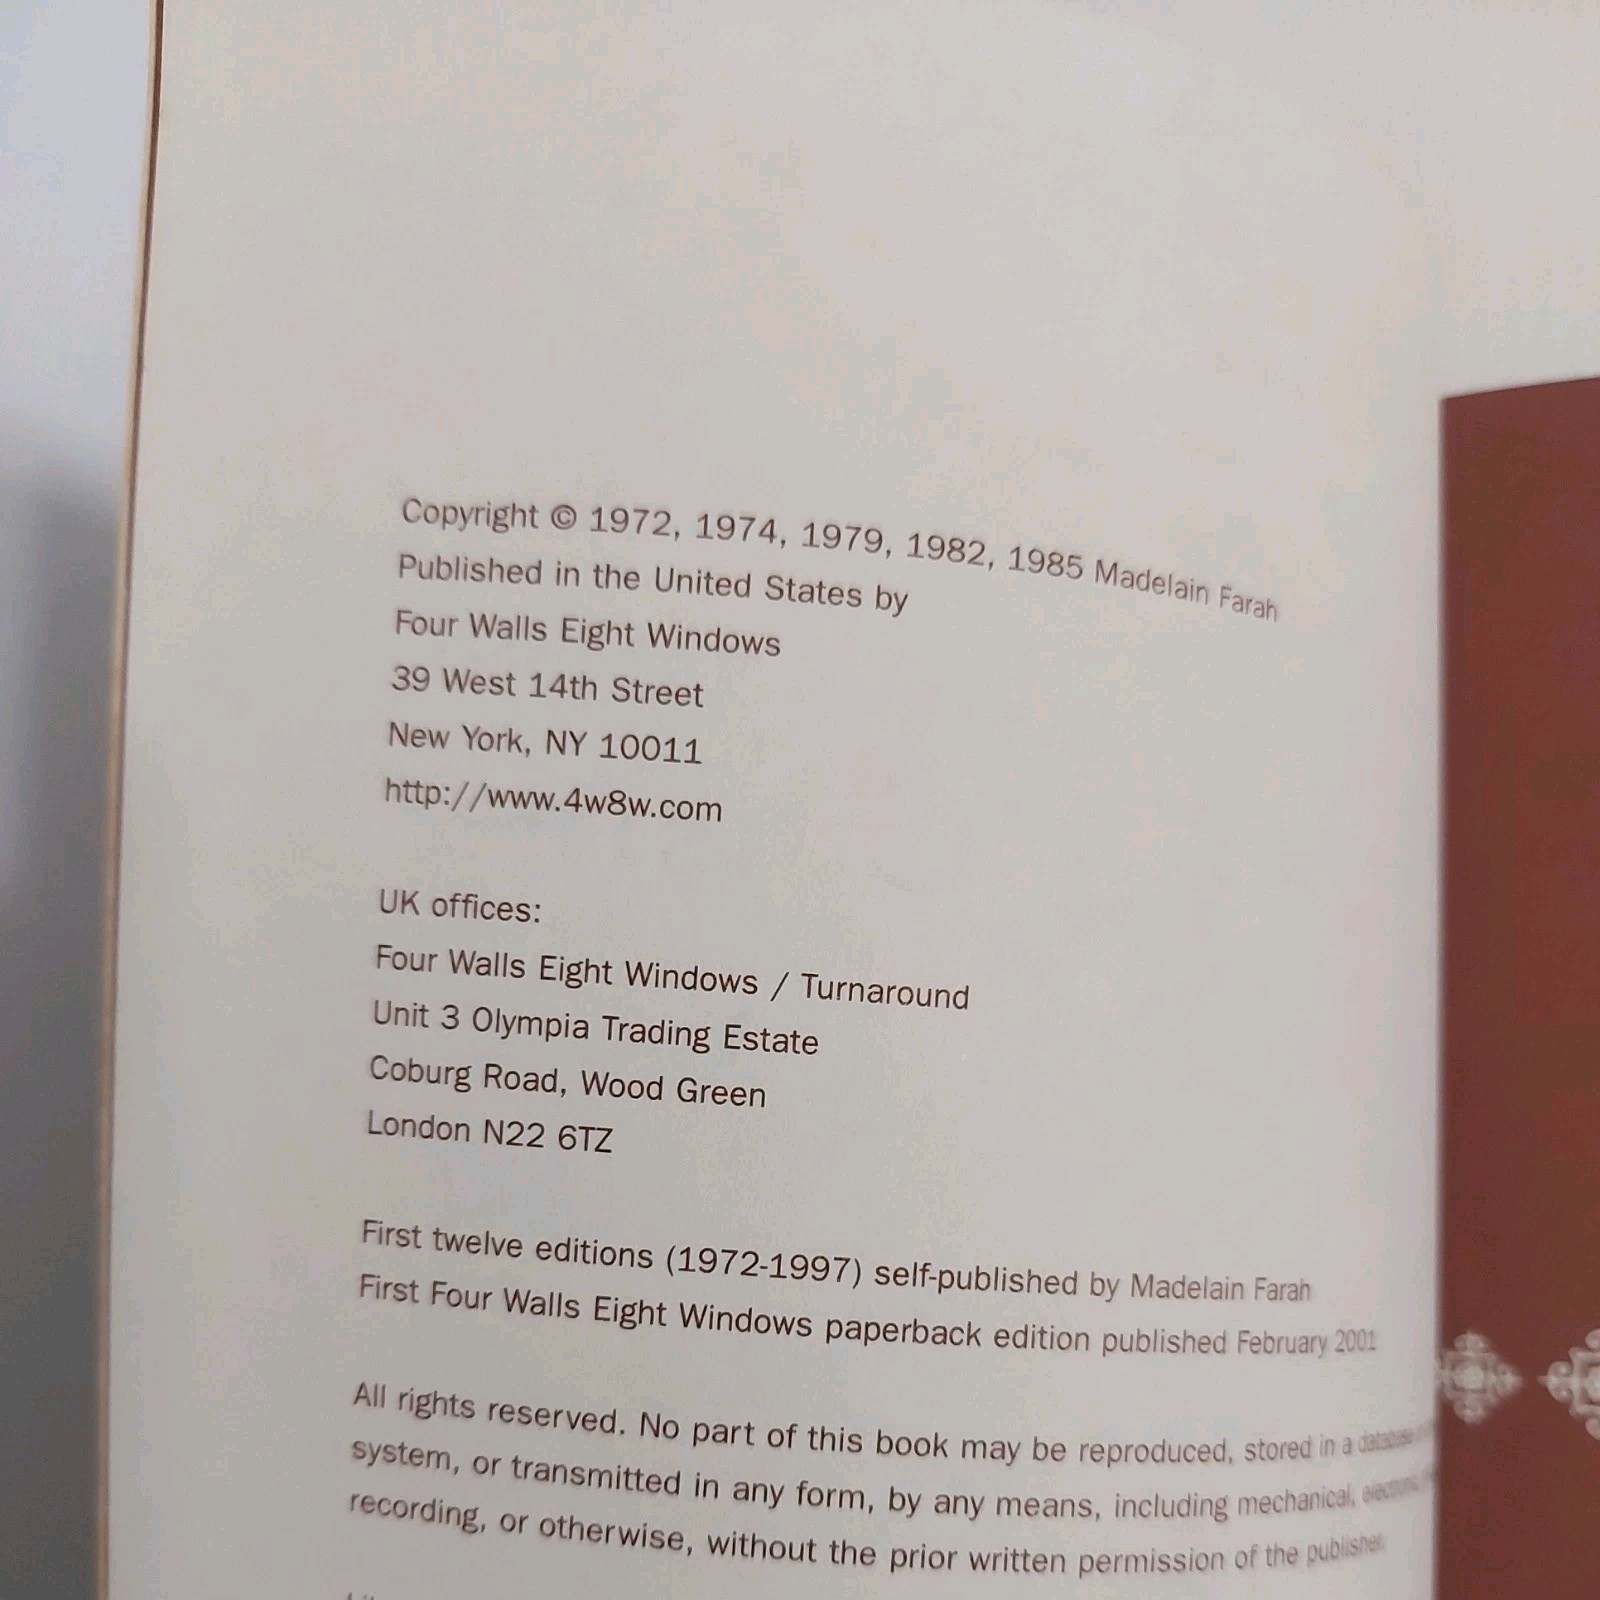 Copyright © 1972, 1974, 1979, 1982, 1985 Madelain Farah
Published in the United States by
Four Walls Eight Windows
39 West 14th Street
New York, NY 10011
http://www.4w8w.com
UK offices:
Four Walls Eight Windows / Turnaround
Unit 3 Olympia Trading Estate
Coburg Road, Wood Green
London N22 6TZ
First twelve editions (1972-1997) self-published by Madelain Farah
First Four Walls Eight Windows paperback edition published February 2001
All rights reserved. No part of this book may be reproduced, stored in a database
system, or transmitted in any form, by any means, including mechanical, electronic,
recording, or otherwise, without the prior written permission of the publisher.